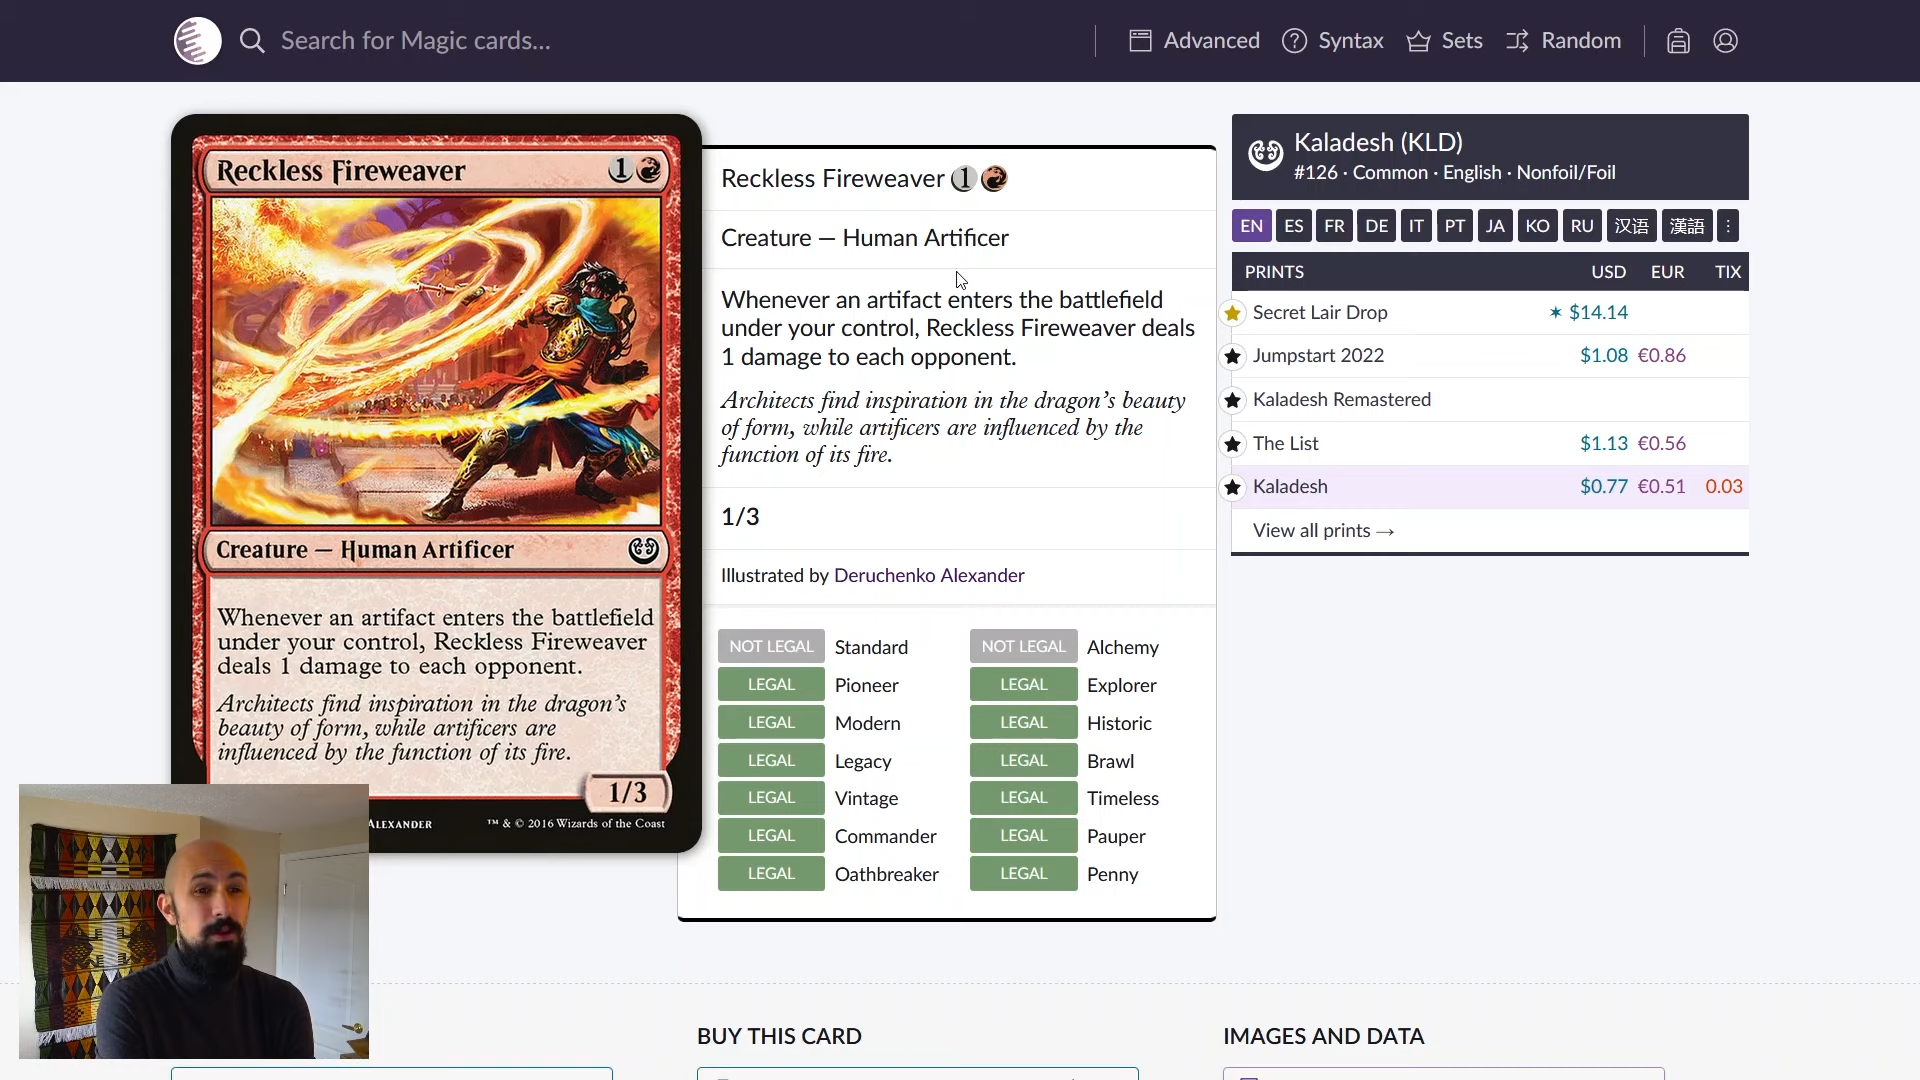 Search for Magic cards...
Advanced
Syntax
Sets
Random
Reckless Fireweaver 1
Creature — Human Artificer
Whenever an artifact enters the battlefield
under your control, Reckless Fireweaver
deals 1 damage to each opponent.
Architects find inspiration in the dragon's
beauty of form, while artificers are
influenced by the function of its fire.
1/3
ALEXANDER
™ & © 2016 Wizards of the Coast
Reckless Fireweaver 1
Creature — Human Artificer
Whenever an artifact enters the battlefield
under your control, Reckless Fireweaver deals
1 damage to each opponent.
Architects find inspiration in the dragon's beauty
of form, while artificers are influenced by the
function of its fire.
1/3
Illustrated by Deruchenko Alexander
NOT LEGAL Standard NOT LEGAL Alchemy
LEGAL Pioneer LEGAL Explorer
LEGAL Modern LEGAL Historic
LEGAL Legacy LEGAL Brawl
LEGAL Vintage LEGAL Timeless
LEGAL Commander LEGAL Pauper
LEGAL Oathbreaker LEGAL Penny
Kaladesh (KLD)
#126 · Common · English · Nonfoil/Foil
EN ES FR DE IT PT JA KO RU 汉语 漢語
PRINTS USD EUR TIX
Secret Lair Drop ✶ $14.14
Jumpstart 2022 $1.08 €0.86
Kaladesh Remastered
The List $1.13 €0.56
Kaladesh $0.77 €0.51 0.03
View all prints →
BUY THIS CARD
IMAGES AND DATA